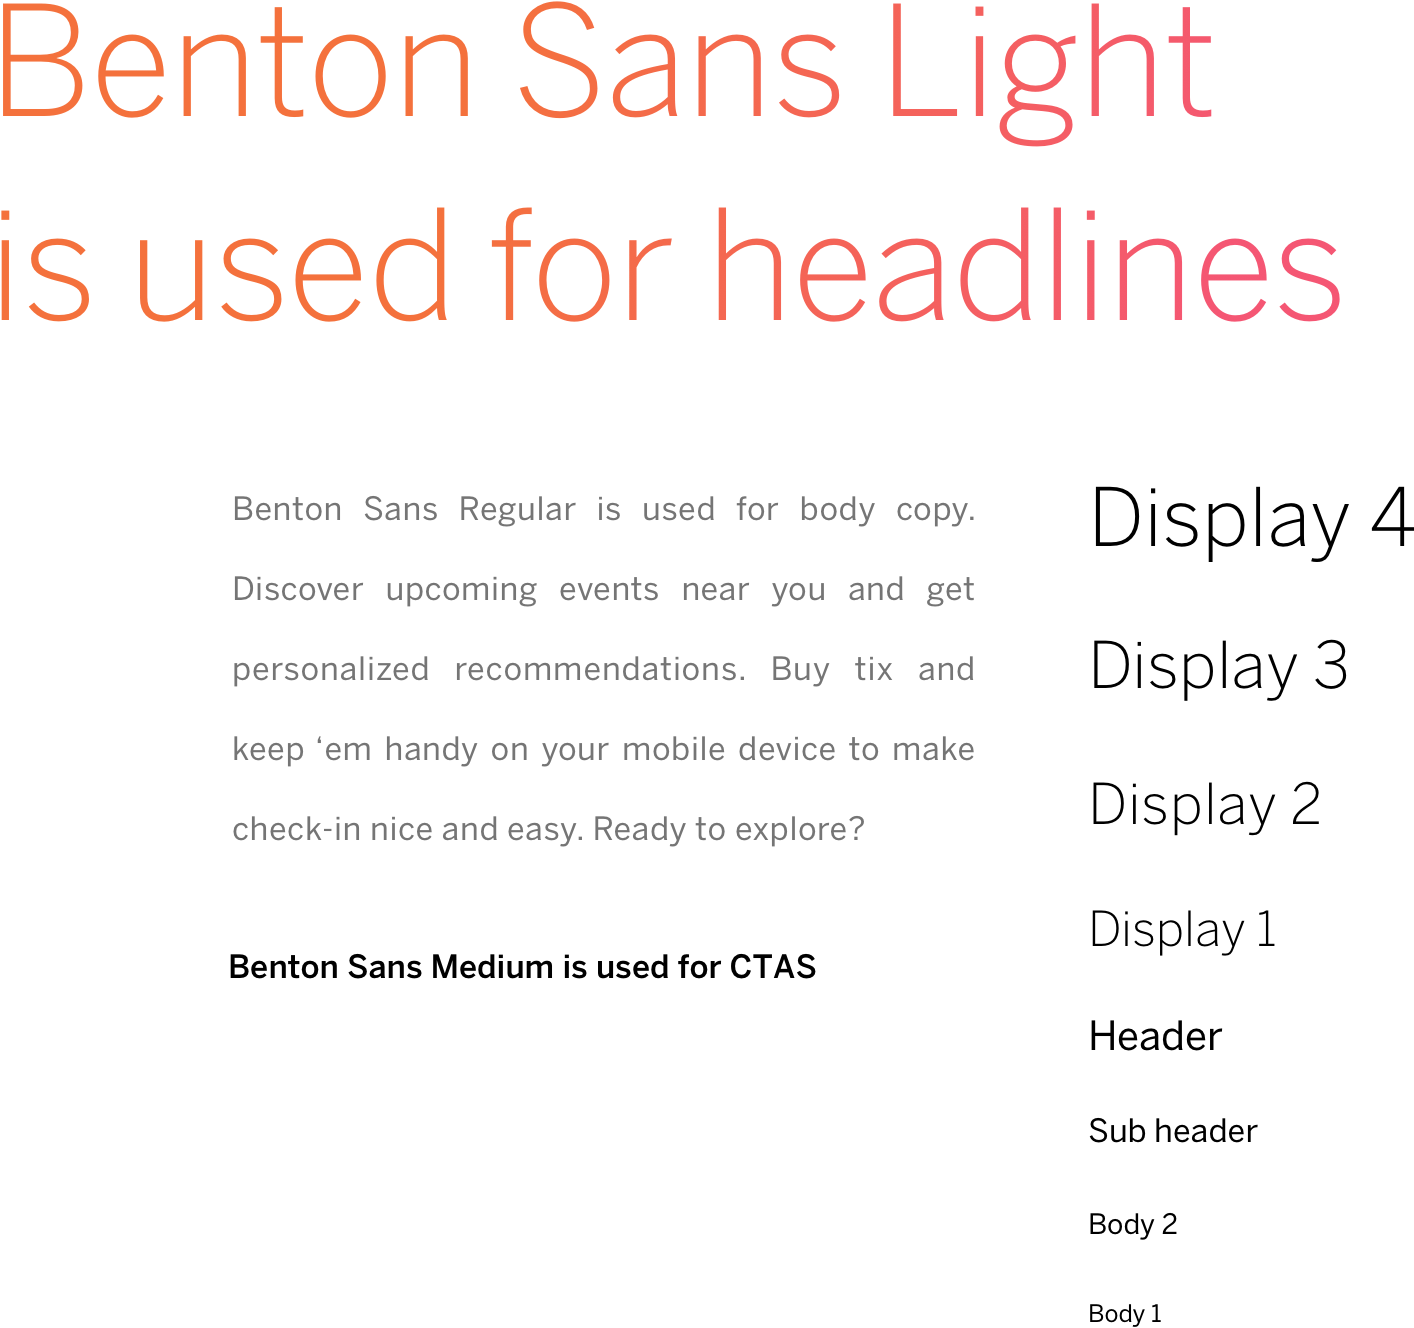 Benton Sans Light
is used for headlines
Benton Sans Regular is used for body copy.
Discover upcoming events near you and get
personalized recommendations. Buy tix and
keep ‘em handy on your mobile device to make
check-in nice and easy. Ready to explore?
Benton Sans Medium is used for CTAS
Display 4
Display 3
Display 2
Display 1
Header
Sub header
Body 2
Body 1